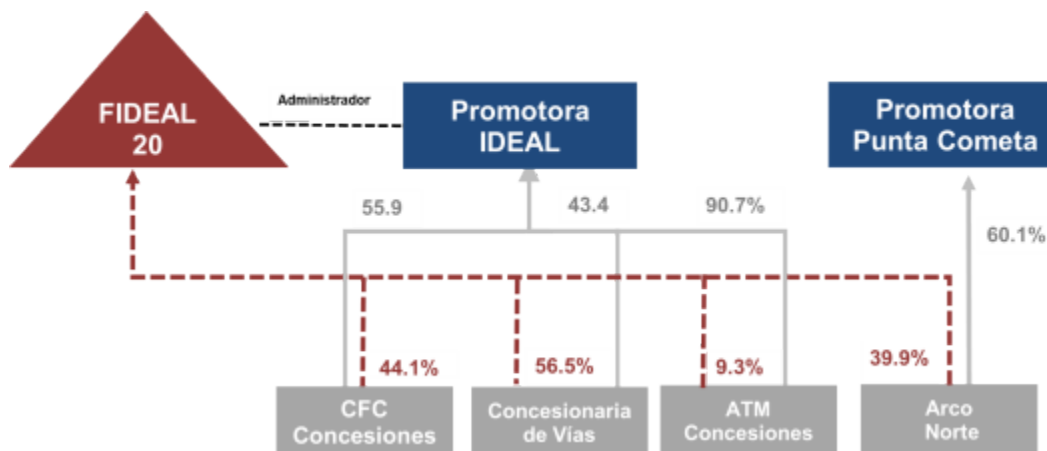 Administrador
FIDEAL
20
Promotora
IDEAL
Promotora
Punta Cometa
55.9
43.4
90.7%
60.1%
44.1%
56.5%
9.3%
39.9%
CFC
Concesiones
Concesionaria
de Vías
ATM
Concesiones
Arco
Norte